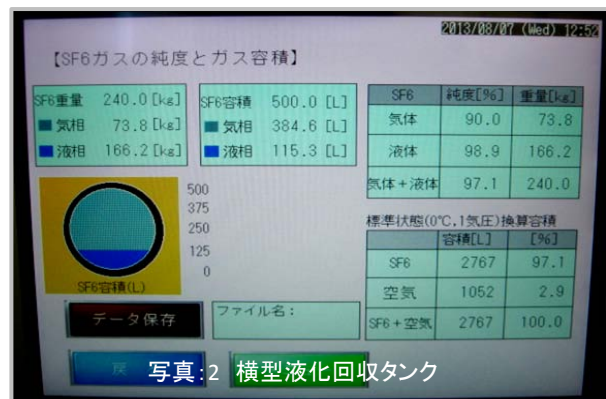 2013/08/07 (Wed) 12:52
【SF6ガスの純度とガス容積】
SF6重量 240.0 [kg]
気相 73.8 [kg]
液相 166.2 [kg]
SF6容積 500.0 [L]
気相 384.6 [L]
液相 115.3 [L]
SF6 純度[%] 重量[kg]
気体 90.0 73.8
液体 98.9 166.2
気体+液体 97.1 240.0
500
375
250
125
0
SF6容積(L)
標準状態(0℃,1気圧)換算容積
容積[L] [%]
SF6 2767 97.1
空気 1052 2.9
SF6+空気 2767 100.0
データ保存
ファイル名:
戻
写真:2 横型液化回収タンク